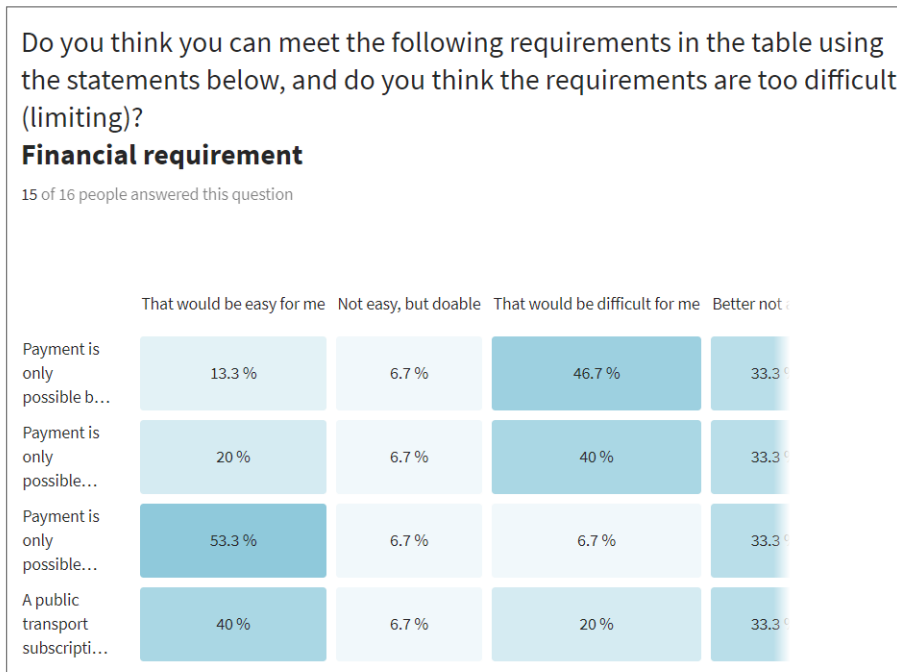 Do you think you can meet the following requirements in the table using
the statements below, and do you think the requirements are too difficult
(limiting)?
Financial requirement
15 of 16 people answered this question
That would be easy for me Not easy, but doable That would be difficult for me Better not
Payment is
only
possible b...
13.3 % 6.7 % 46.7 % 33.3
Payment is
only
possible...
20 % 6.7 % 40 % 33.3
Payment is
only
possible...
53.3 % 6.7 % 6.7 % 33.3
A public
transport
subscripti...
40 % 6.7 % 20 % 33.3